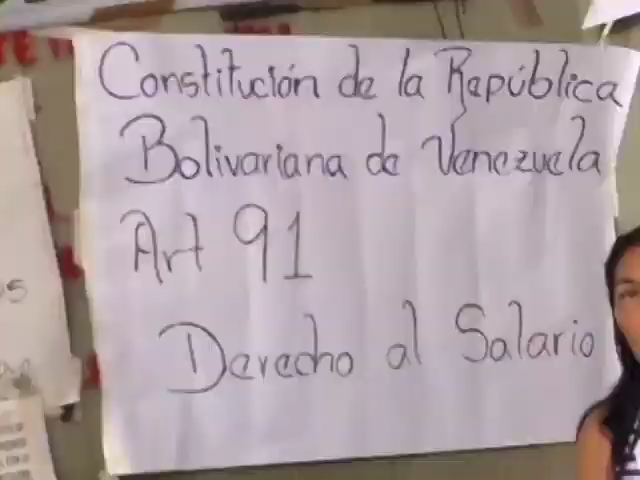 Constitución de la República
Bolivariana de Venezuela
Art 91
Derecho al Salario